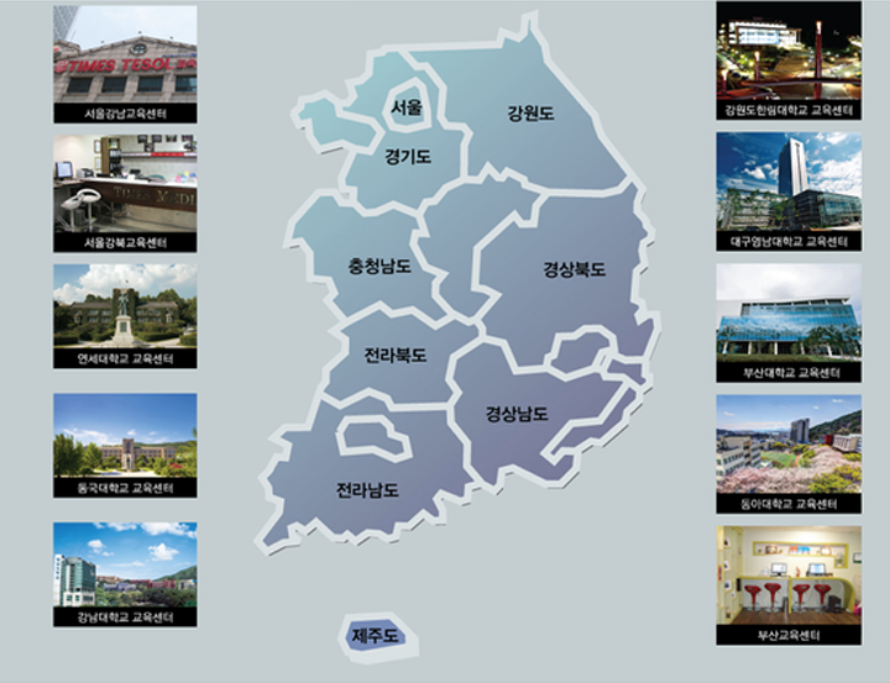 TIMES TESOL
서울강남교육센터
TIMES MEDI
서울강북교육센터
연세대학교 교육센터
동국대학교 교육센터
강남대학교 교육센터
서울
강원도
경기도
충청남도
경상북도
전라북도
경상남도
전라남도
제주도
강원도한림대학교 교육센터
대구영남대학교 교육센터
부산대학교 교육센터
동아대학교 교육센터
부산교육센터